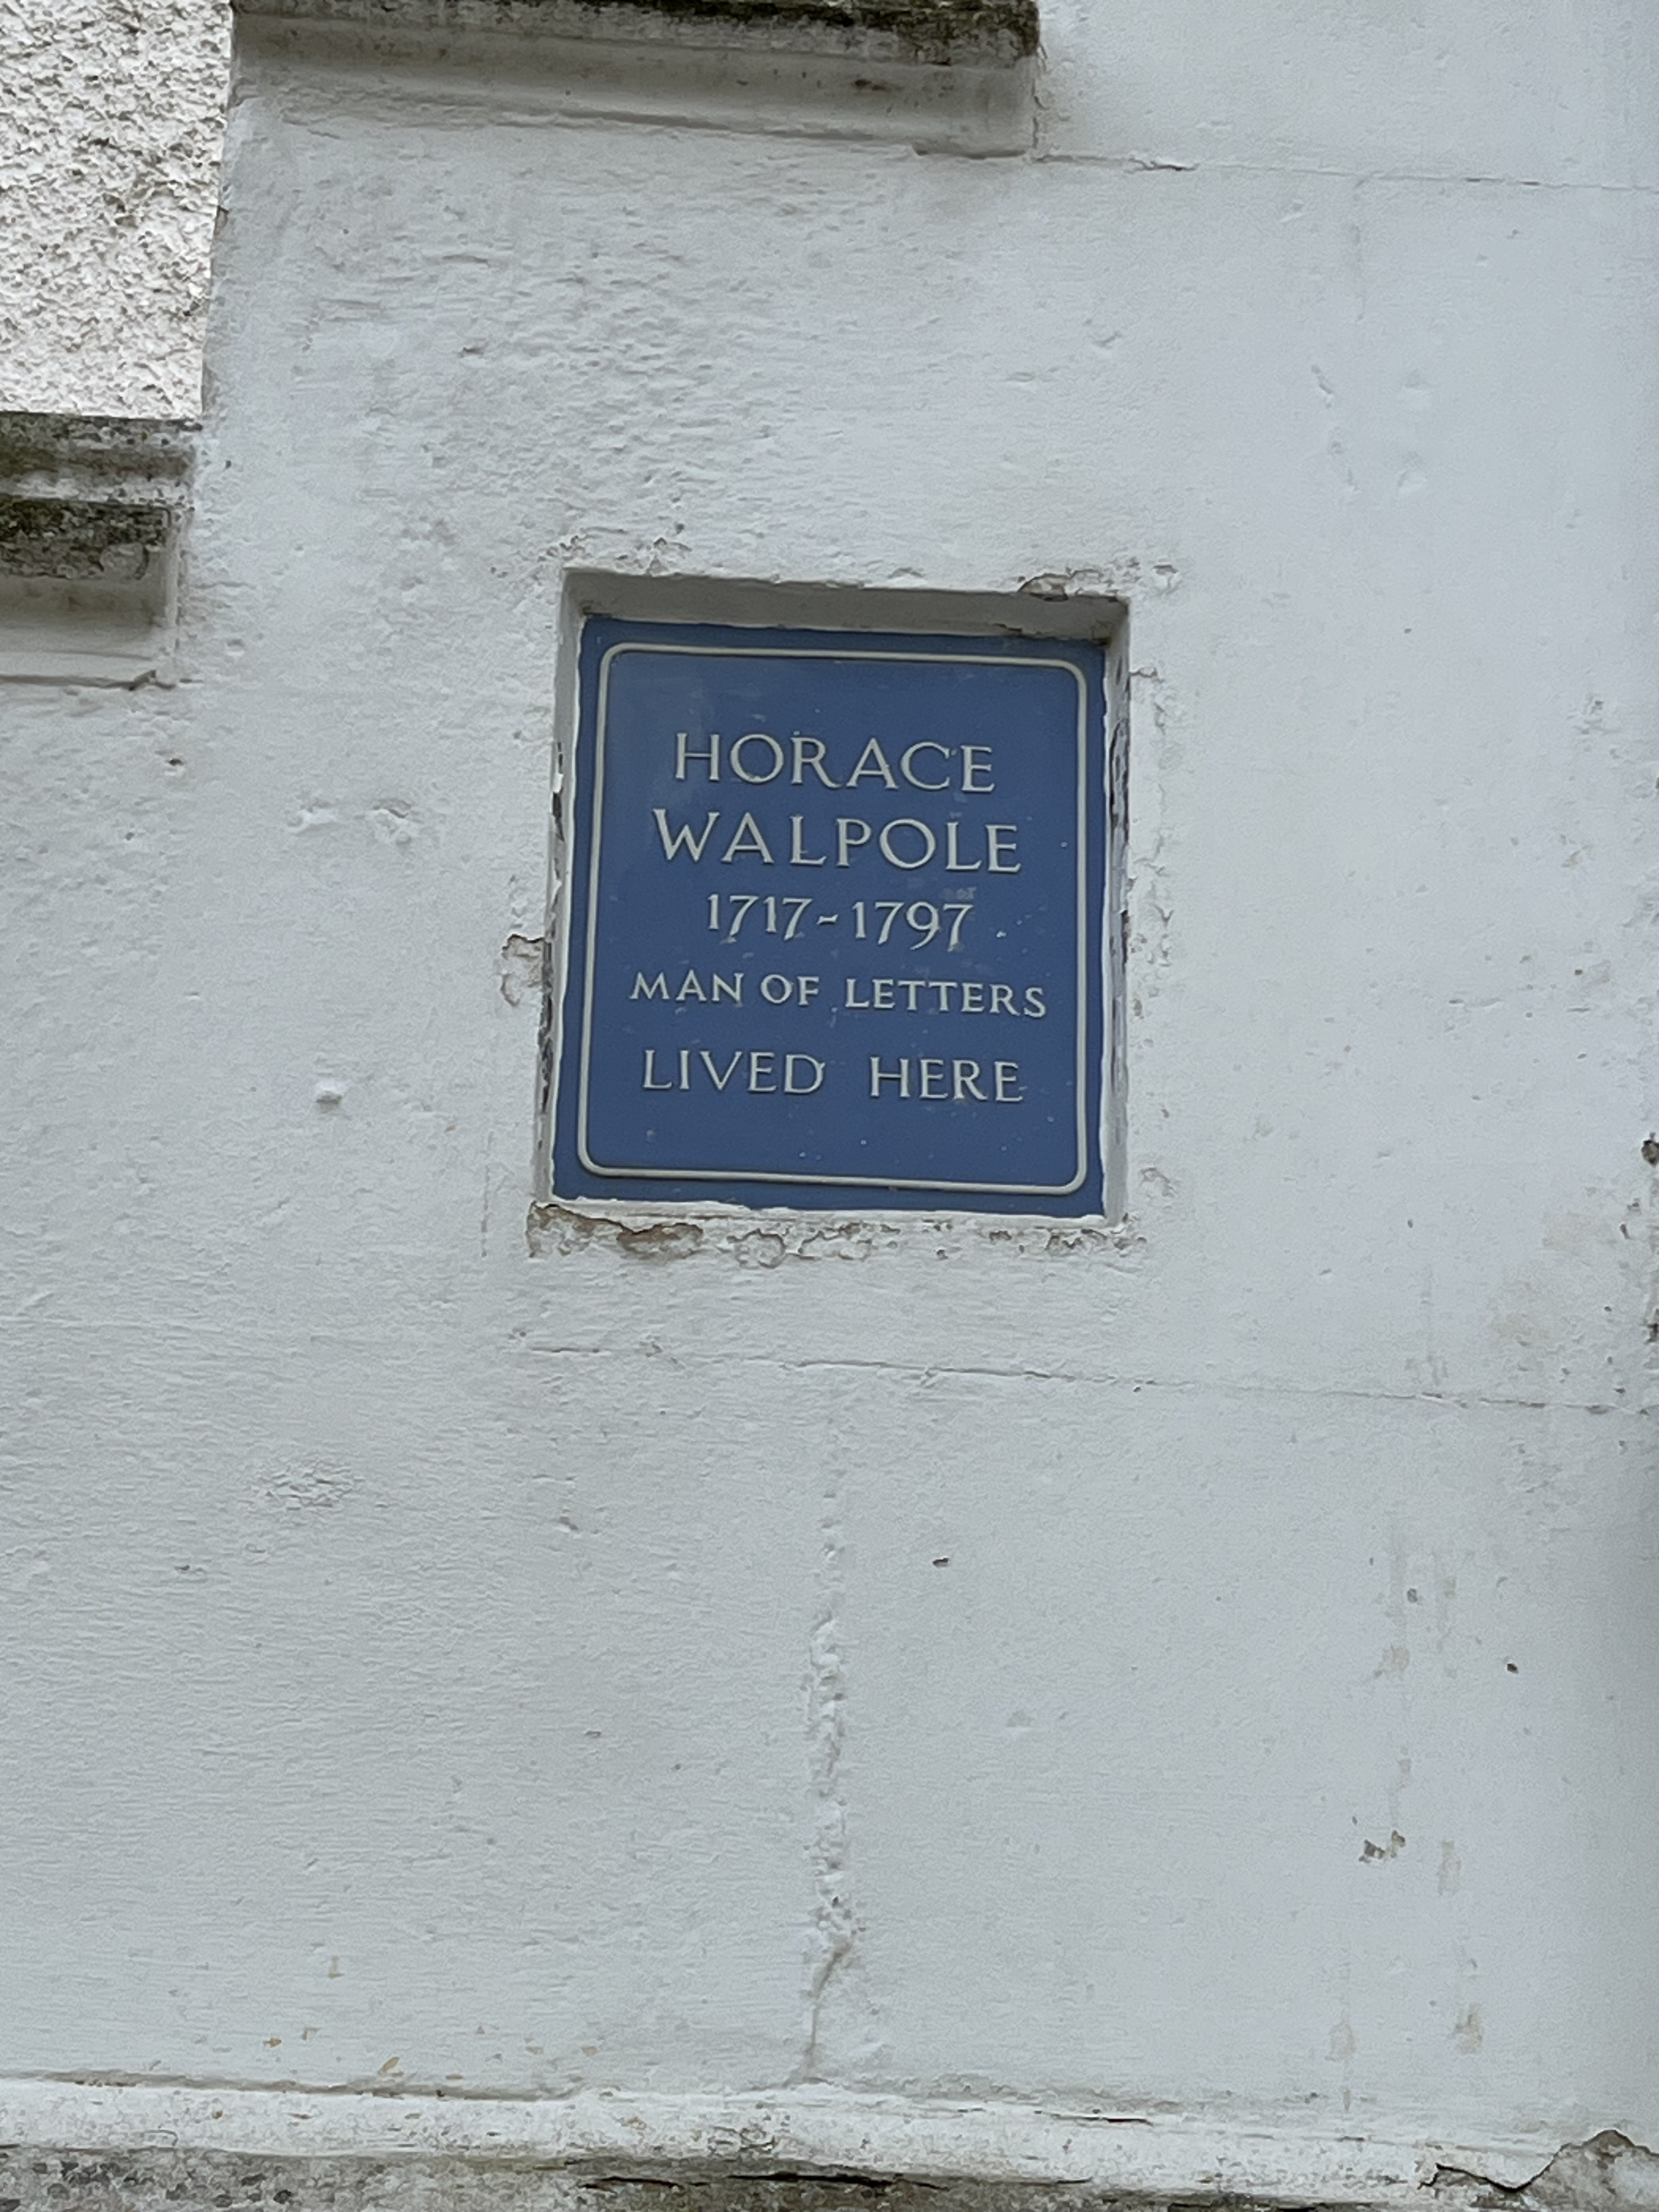 HORACE
WALPOLE
1717-1797
MAN OF LETTERS
LIVED HERE